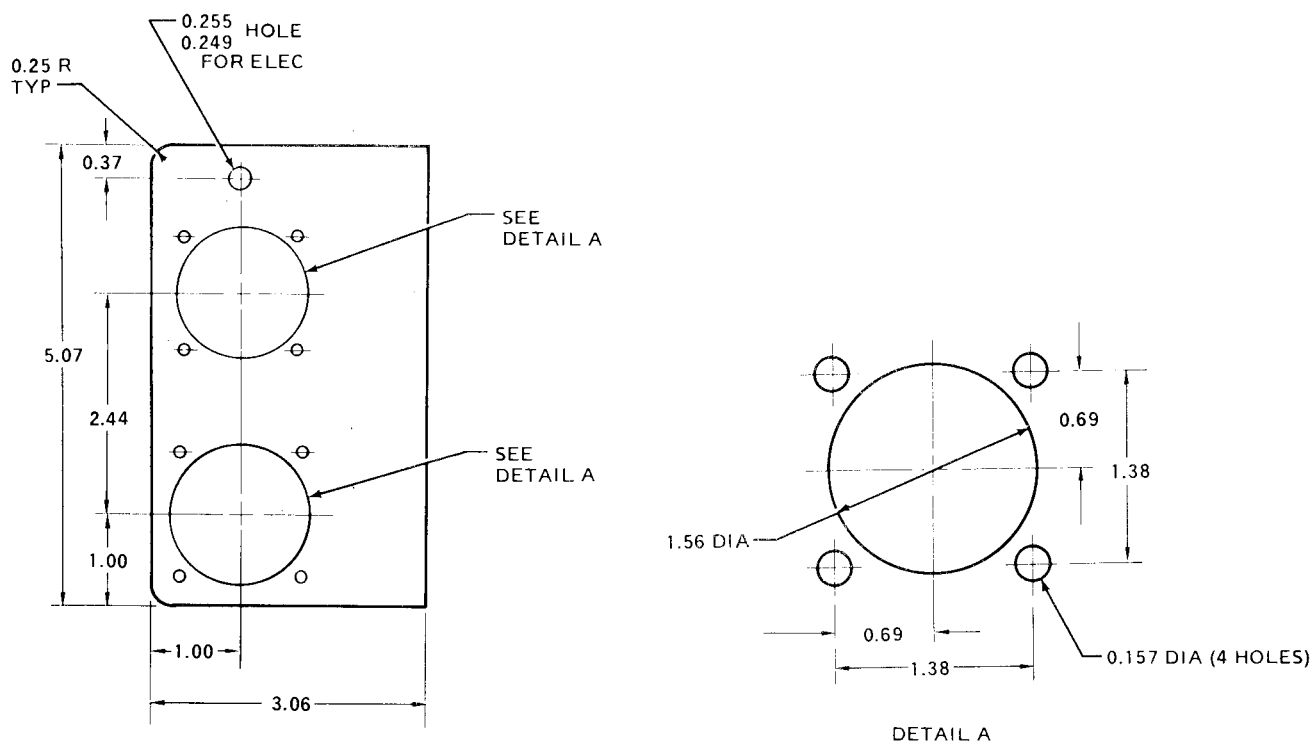 0.255
0.249 HOLE
FOR ELEC
0.25 R
TYP
0.37
SEE
DETAIL A
5.07
2.44
SEE
DETAIL A
1.00
1.00
3.06
0.69
1.38
1.56 DIA
0.69
1.38
0.157 DIA (4 HOLES)
DETAIL A